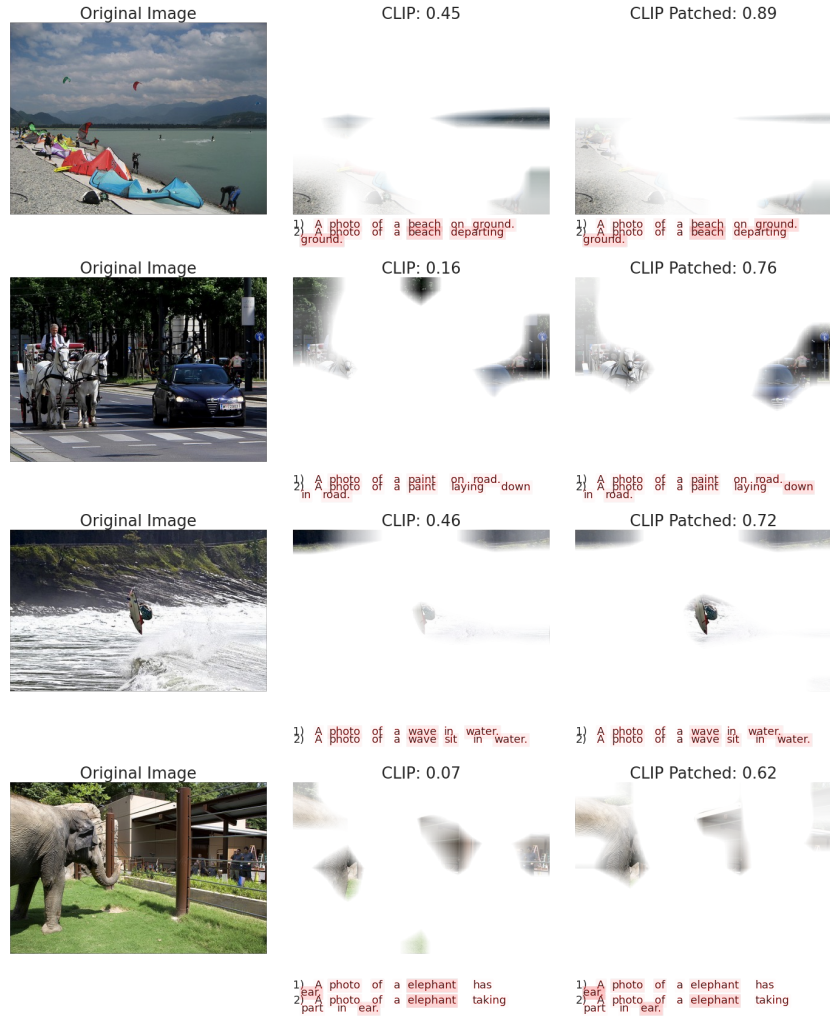 Original Image
CLIP: 0.45
CLIP Patched: 0.89
1) A photo of a beach on ground.
2) A photo of a beach departing
ground.
1) A photo of a beach on ground.
2) A photo of a beach departing
ground.
Original Image
CLIP: 0.16
CLIP Patched: 0.76
1) A photo of a paint on road.
2) A photo of a paint laying down
in road.
1) A photo of a paint on road.
2) A photo of a paint laying down
in road.
Original Image
CLIP: 0.46
CLIP Patched: 0.72
1) A photo of a wave in water.
2) A photo of a wave sit in water.
1) A photo of a wave in water.
2) A photo of a wave sit in water.
Original Image
CLIP: 0.07
CLIP Patched: 0.62
1) A photo of a elephant has
ear.
2) A photo of a elephant taking
part in ear.
1) A photo of a elephant has
ear.
2) A photo of a elephant taking
part in ear.